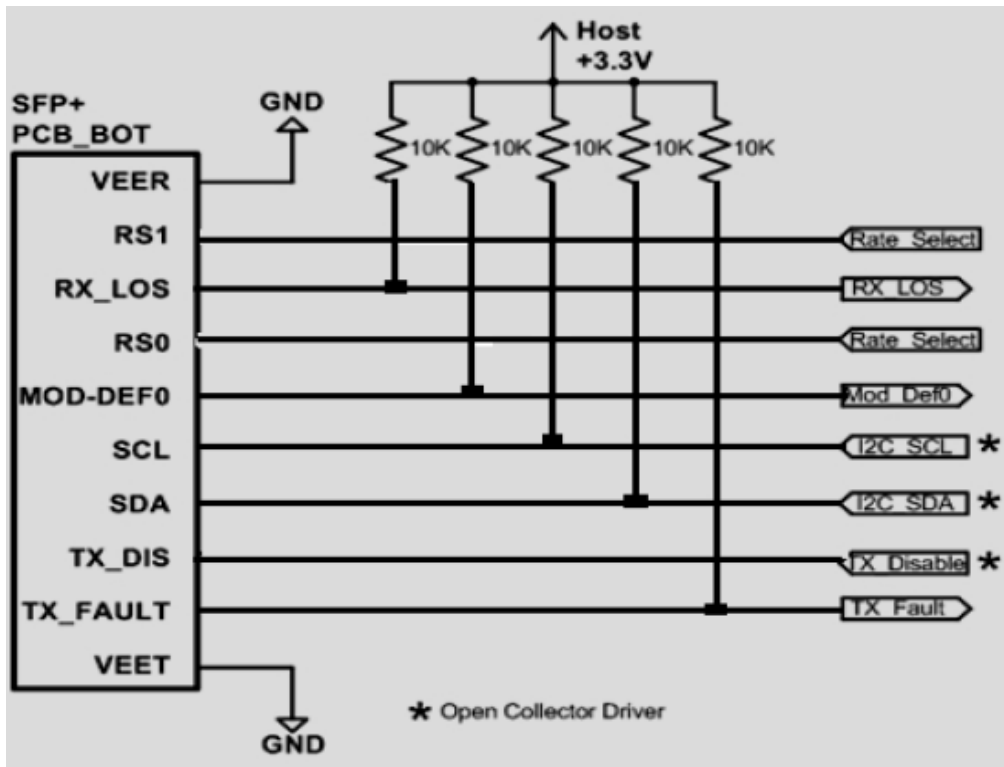 Host
+3.3V
GND
SFP+
PCB_BOT
10K 10K 10K 10K 10K
VEER
RS1
Rate Select
RX_LOS
RX LOS
RS0
Rate Select
MOD-DEF0
Mod Def0
SCL
I2C SCL *
SDA
I2C SDA *
TX_DIS
TX Disable *
TX_FAULT
TX Fault
VEET
* Open Collector Driver
GND